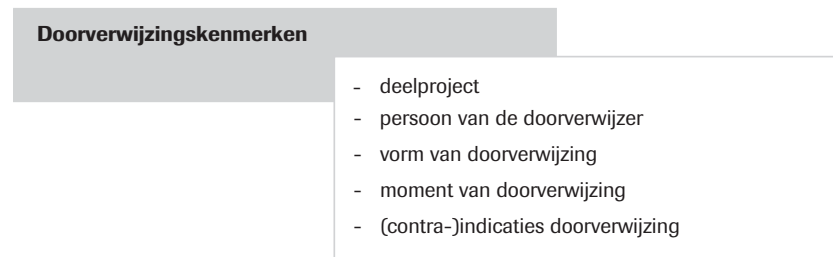 Doorverwijzingskenmerken
- deelproject
- persoon van de doorverwijzer
- vorm van doorverwijzing
- moment van doorverwijzing
- (contra-)indicaties doorverwijzing